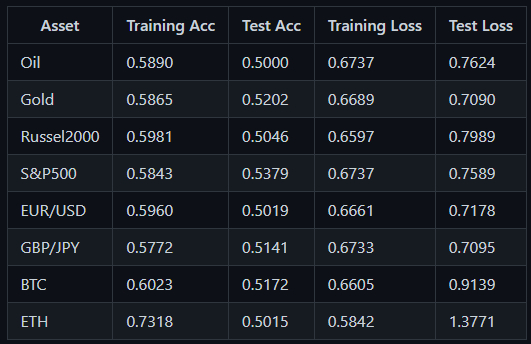 Asset Training Acc Test Acc Training Loss Test Loss
Oil 0.5890 0.5000 0.6737 0.7624
Gold 0.5865 0.5202 0.6689 0.7090
Russel2000 0.5981 0.5046 0.6597 0.7989
S&P500 0.5843 0.5379 0.6737 0.7589
EUR/USD 0.5960 0.5019 0.6661 0.7178
GBP/JPY 0.5772 0.5141 0.6733 0.7095
BTC 0.6023 0.5172 0.6605 0.9139
ETH 0.7318 0.5015 0.5842 1.3771